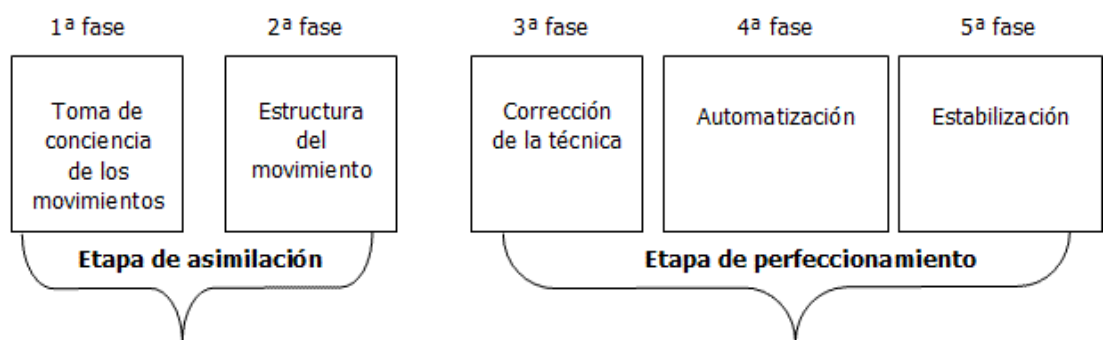 1ª fase
2ª fase
3ª fase
4ª fase
5ª fase
Toma de
conciencia
de los
movimientos
Estructura
del
movimiento
Corrección
de la técnica
Automatización
Estabilización
Etapa de asimilación
Etapa de perfeccionamiento